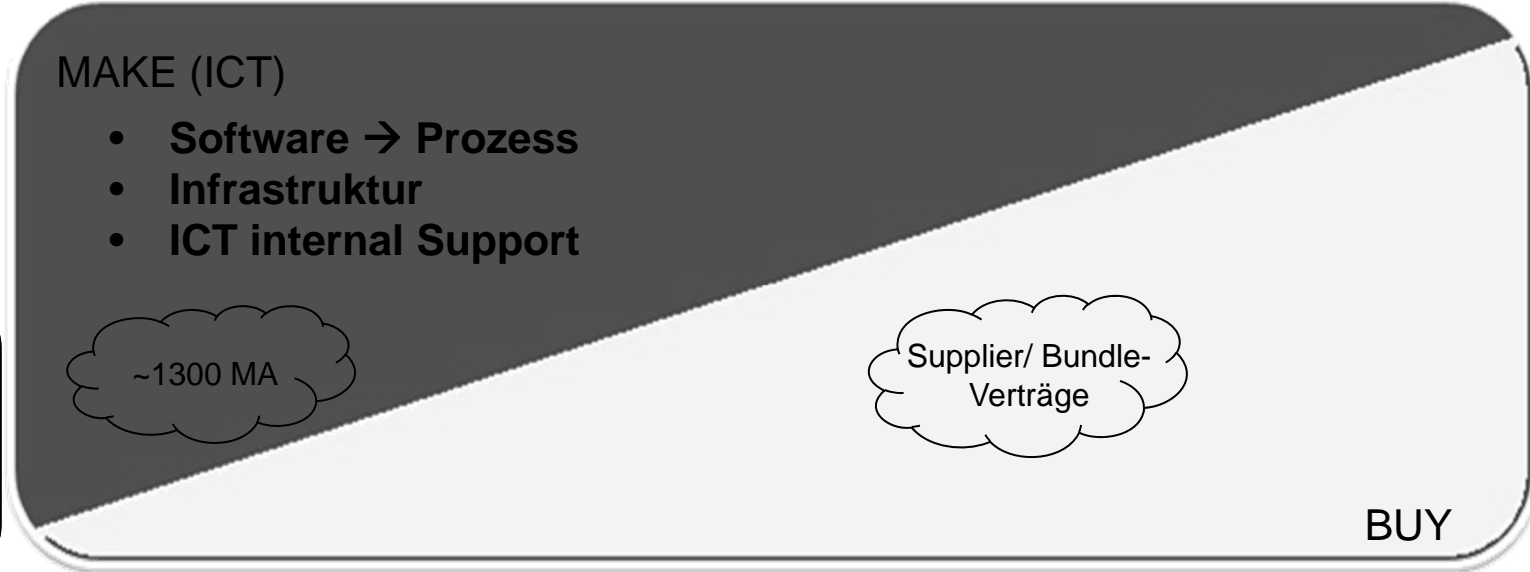 MAKE (ICT)
• Software → Prozess
• Infrastruktur
• ICT internal Support
~1300 MA
Supplier/ Bundle-
Verträge
BUY